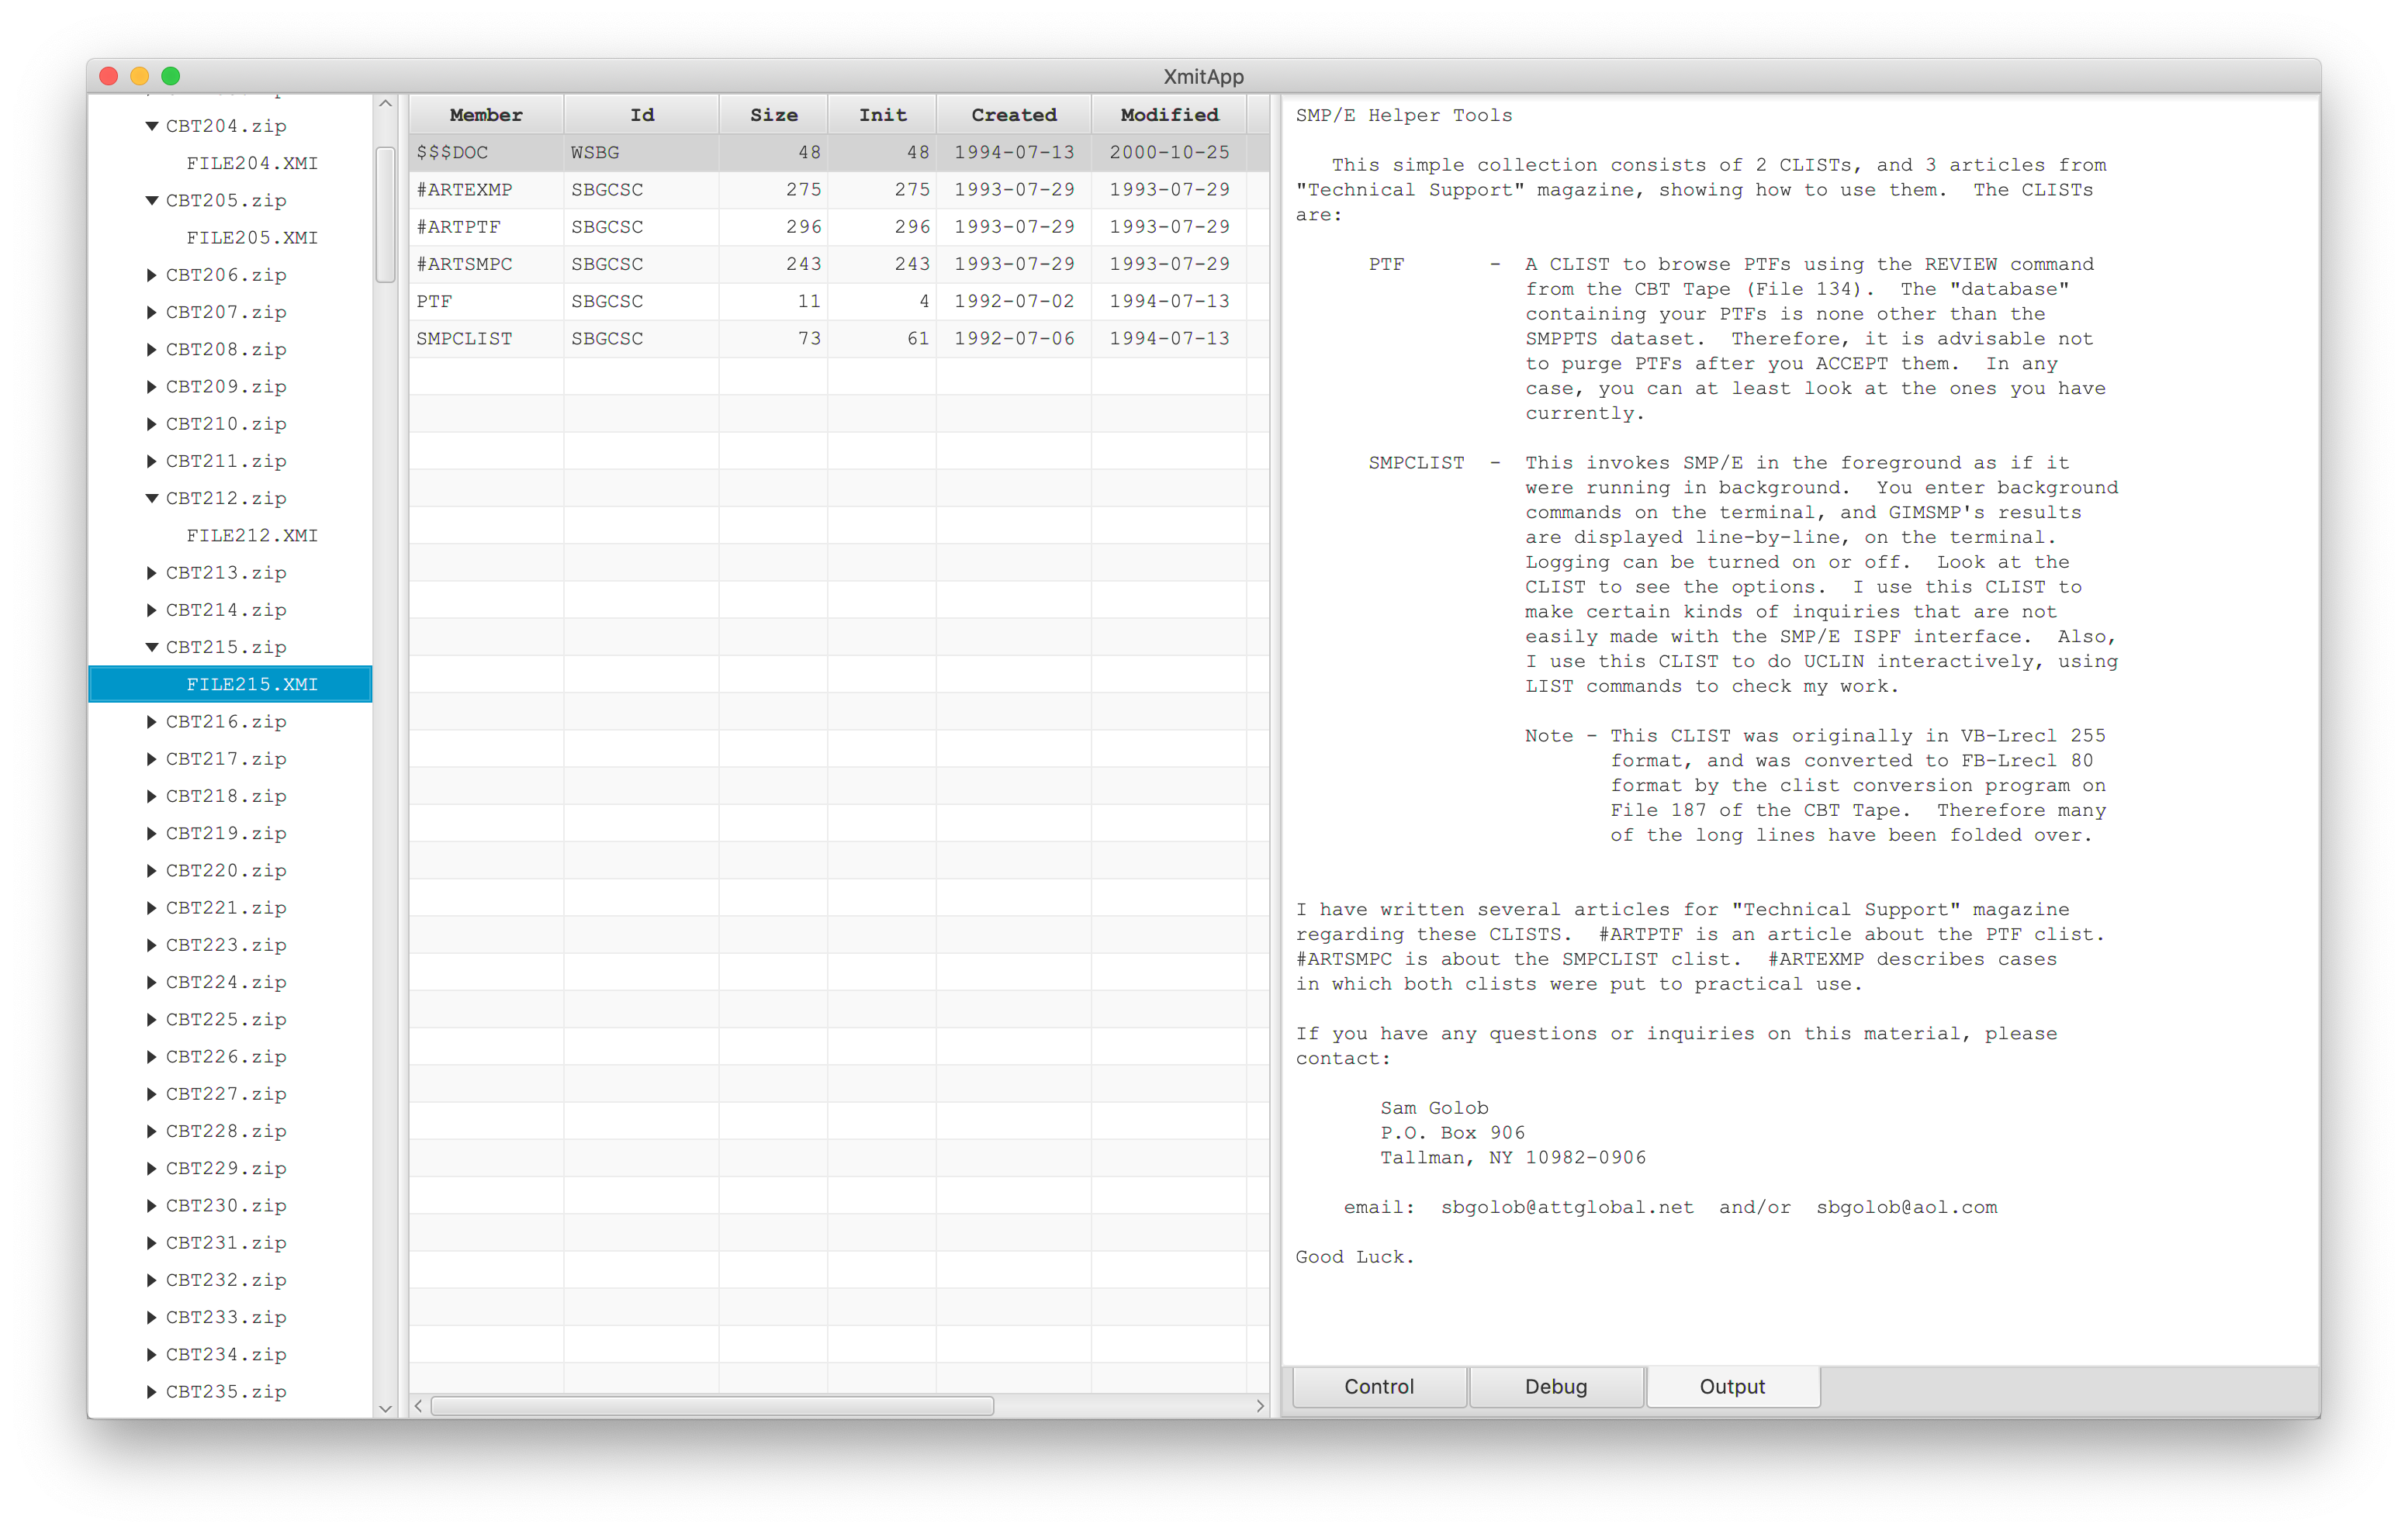 XmitApp
CBT204.zip
FILE204.XMI
CBT205.zip
FILE205.XMI
CBT206.zip
CBT207.zip
CBT208.zip
CBT209.zip
CBT210.zip
CBT211.zip
CBT212.zip
FILE212.XMI
CBT213.zip
CBT214.zip
CBT215.zip
FILE215.XMI
CBT216.zip
CBT217.zip
CBT218.zip
CBT219.zip
CBT220.zip
CBT221.zip
CBT223.zip
CBT224.zip
CBT225.zip
CBT226.zip
CBT227.zip
CBT228.zip
CBT229.zip
CBT230.zip
CBT231.zip
CBT232.zip
CBT233.zip
CBT234.zip
CBT235.zip
Member Id Size Init Created Modified
$$$DOC WSBG 48 48 1994-07-13 2000-10-25
#ARTEXMP SBGCSC 275 275 1993-07-29 1993-07-29
#ARTPTF SBGCSC 296 296 1993-07-29 1993-07-29
#ARTSMPC SBGCSC 243 243 1993-07-29 1993-07-29
PTF SBGCSC 11 4 1992-07-02 1994-07-13
SMPCLIST SBGCSC 73 61 1992-07-06 1994-07-13
SMP/E Helper Tools
This simple collection consists of 2 CLISTs, and 3 articles from
"Technical Support" magazine, showing how to use them. The CLISTs
are:
PTF - A CLIST to browse PTFs using the REVIEW command
from the CBT Tape (File 134). The "database"
containing your PTFs is none other than the
SMPPTS dataset. Therefore, it is advisable not
to purge PTFs after you ACCEPT them. In any
case, you can at least look at the ones you have
currently.
SMPCLIST - This invokes SMP/E in the foreground as if it
were running in background. You enter background
commands on the terminal, and GIMSMP's results
are displayed line-by-line, on the terminal.
Logging can be turned on or off. Look at the
CLIST to see the options. I use this CLIST to
make certain kinds of inquiries that are not
easily made with the SMP/E ISPF interface. Also,
I use this CLIST to do UCLIN interactively, using
LIST commands to check my work.
Note - This CLIST was originally in VB-Lrecl 255
format, and was converted to FB-Lrecl 80
format by the clist conversion program on
File 187 of the CBT Tape. Therefore many
of the long lines have been folded over.
I have written several articles for "Technical Support" magazine
regarding these CLISTS. #ARTPTF is an article about the PTF clist.
#ARTSMPC is about the SMPCLIST clist. #ARTEXMP describes cases
in which both clists were put to practical use.
If you have any questions or inquiries on this material, please
contact:
Sam Golob
P.O. Box 906
Tallman, NY 10982-0906
email: sbgolob@attglobal.net and/or sbgolob@aol.com
Good Luck.
Control Debug Output